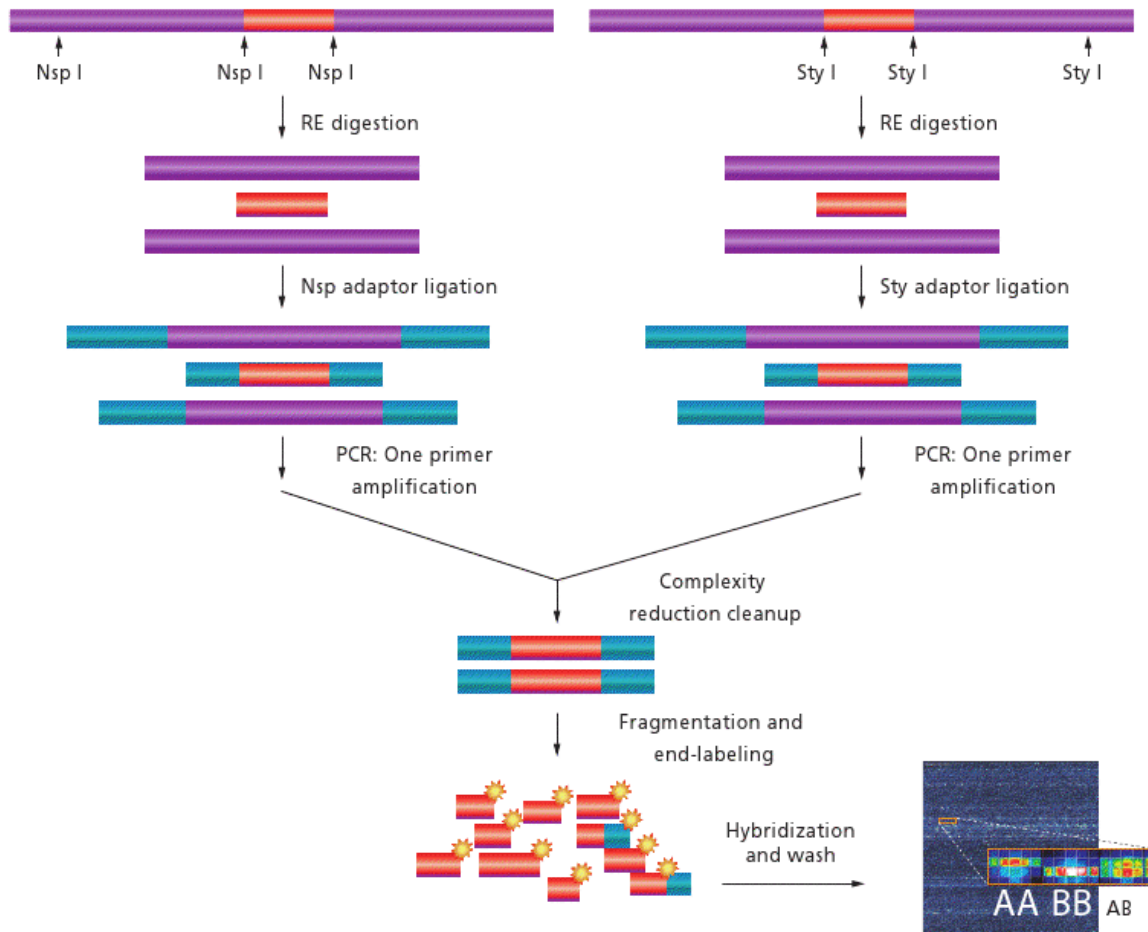 Nsp I
Nsp I
Nsp I
Sty I
Sty I
Sty I
RE digestion
RE digestion
Nsp adaptor ligation
Sty adaptor ligation
PCR: One primer
amplification
PCR: One primer
amplification
Complexity
reduction cleanup
Fragmentation and
end-labeling
Hybridization
and wash
AA
BB
AB